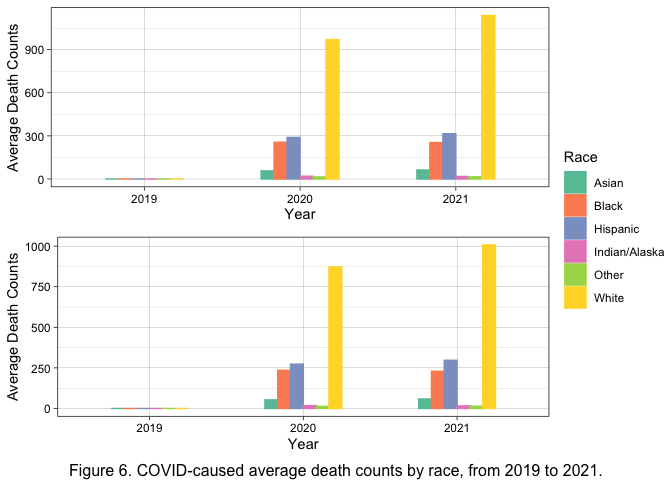 Average Death Counts
900
600
300
0
2019
2020
2021
Year
Race
Asian
Black
Hispanic
Indian/Alaska
Other
White
Average Death Counts
1000
750
500
250
0
2019
2020
2021
Year
Figure 6. COVID-caused average death counts by race, from 2019 to 2021.